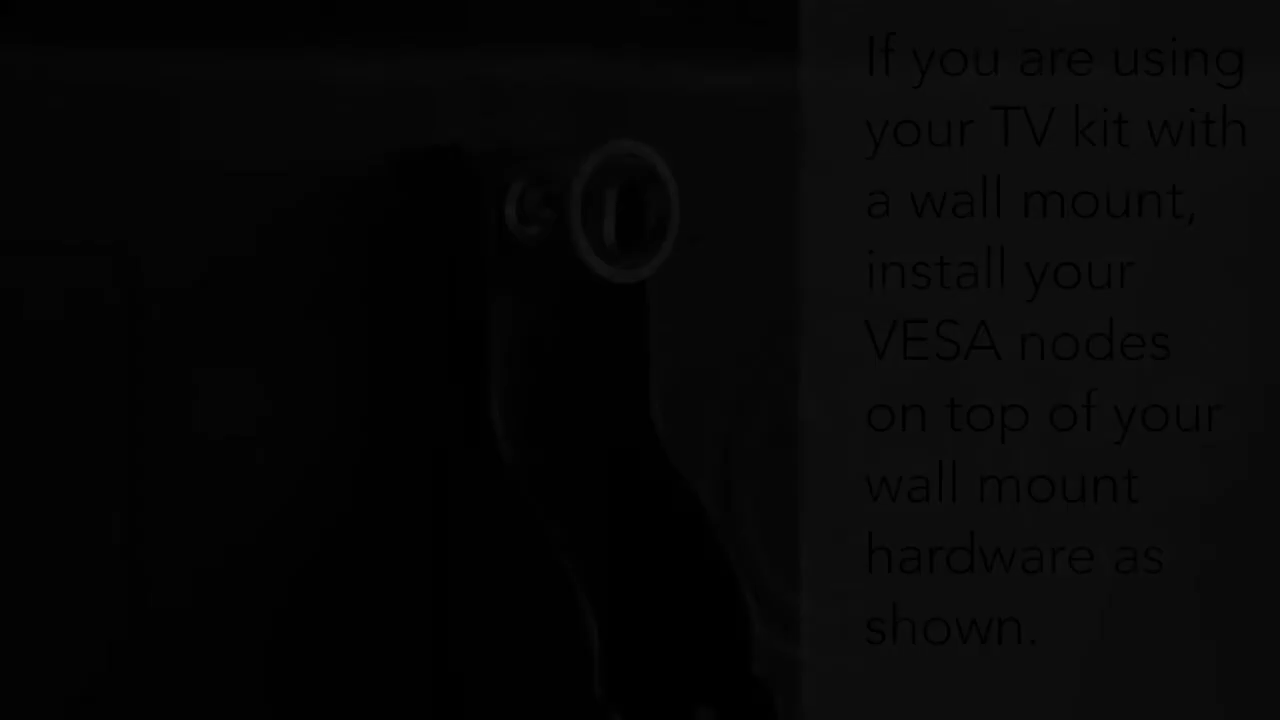 If you are using
your TV kit with
a wall mount,
install your
VESA nodes
on top of your
wall mount
hardware as
shown.